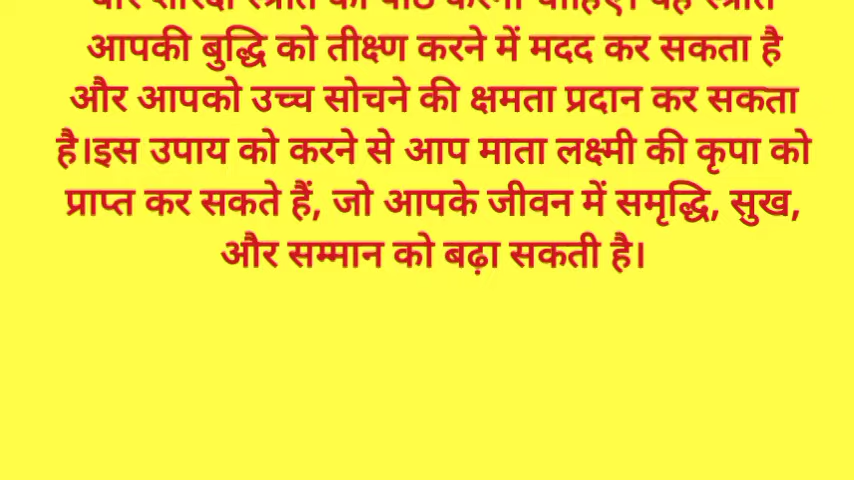 आपकी बुद्धि को तीक्ष्ण करने में मदद कर सकता है
और आपको उच्च सोचने की क्षमता प्रदान कर सकता
है।इस उपाय को करने से आप माता लक्ष्मी की कृपा को
प्राप्त कर सकते हैं, जो आपके जीवन में समृद्धि, सुख,
और सम्मान को बढ़ा सकती है।